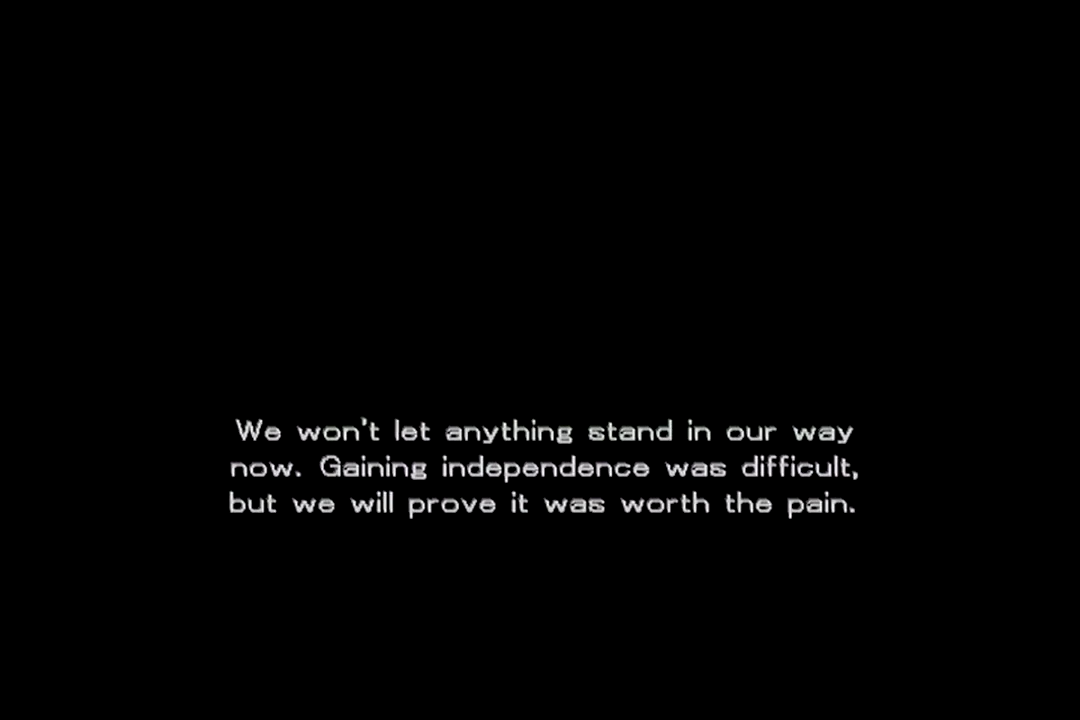 We won't let anything stand in our way
now. Gaining independence was difficult,
but we will prove it was worth the pain.